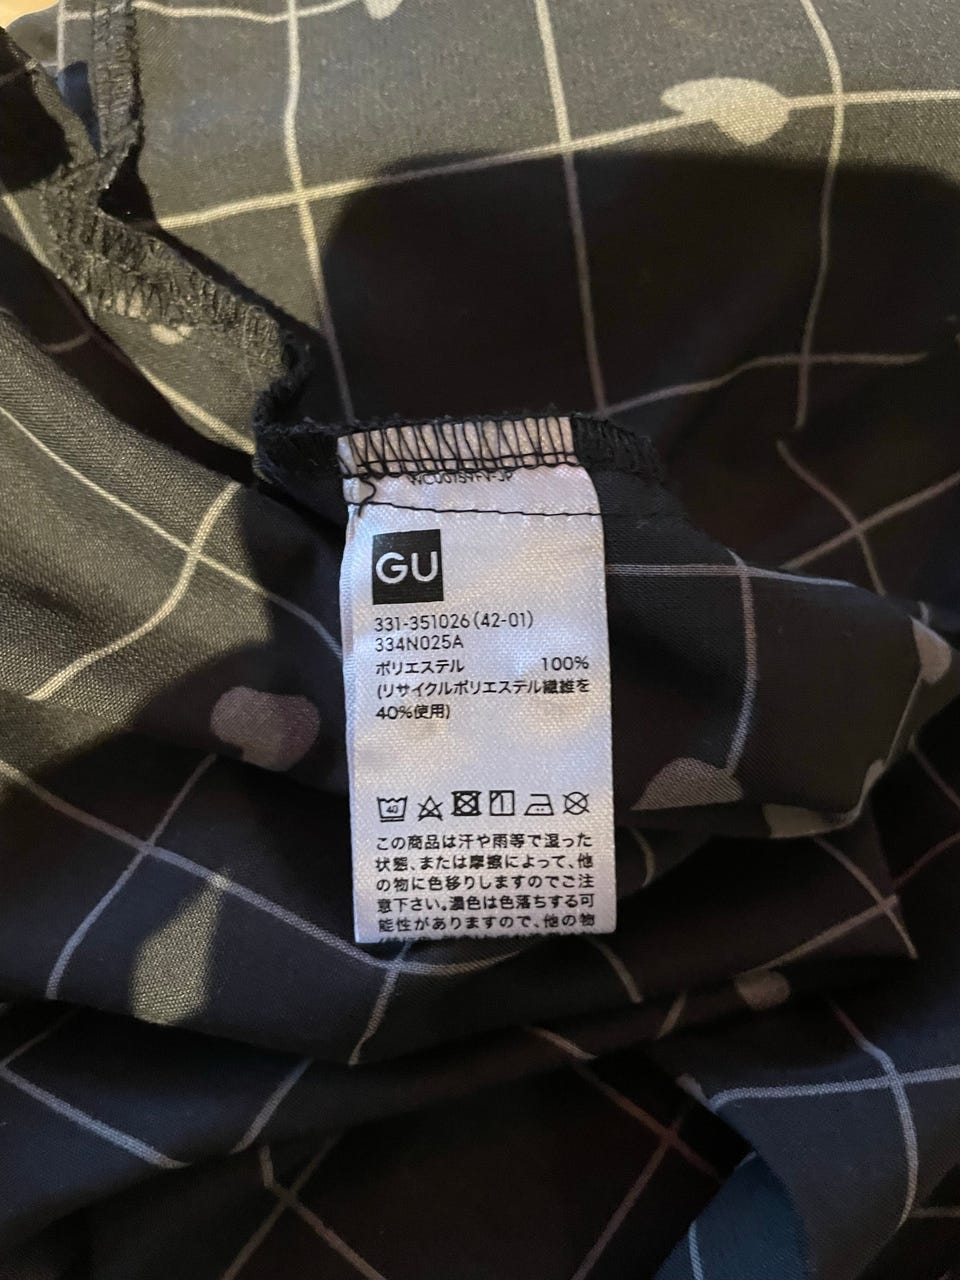 GU
331-351026(42-01)
334N025A
ポリエステル 100%
(リサイクルポリエステル繊維を
40%使用)
40
この商品は汗や雨等で湿った
状態、または摩擦によって、他
の物に色移りしますのでご注
意下さい。濃色は色落ちする可
能性がありますので、他の物